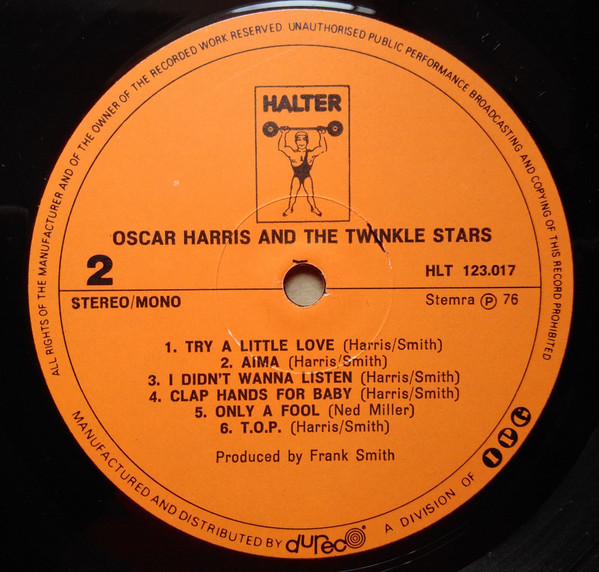 ALL RIGHTS OF THE MANUFACTURER AND OF THE OWNER OF THE RECORDED WORK RESERVED. UNAUTHORISED PUBLIC PERFORMANCE BROADCASTING AND COPYING OF THIS RECORD PROHIBITED
HALTER
OSCAR HARRIS AND THE TWINKLE STARS
2
HLT 123.017
STEREO/MONO
Stemra Ⓟ 76
1. TRY A LITTLE LOVE (Harris/Smith)
2. AIMA (Harris/Smith)
3. I DIDN'T WANNA LISTEN (Harris/Smith)
4. CLAP HANDS FOR BABY (Harris/Smith)
5. ONLY A FOOL (Ned Miller)
6. T.O.P. (Harris/Smith)
Produced by Frank Smith
MANUFACTURED AND DISTRIBUTED BY dureco® A DIVISION OF IPG